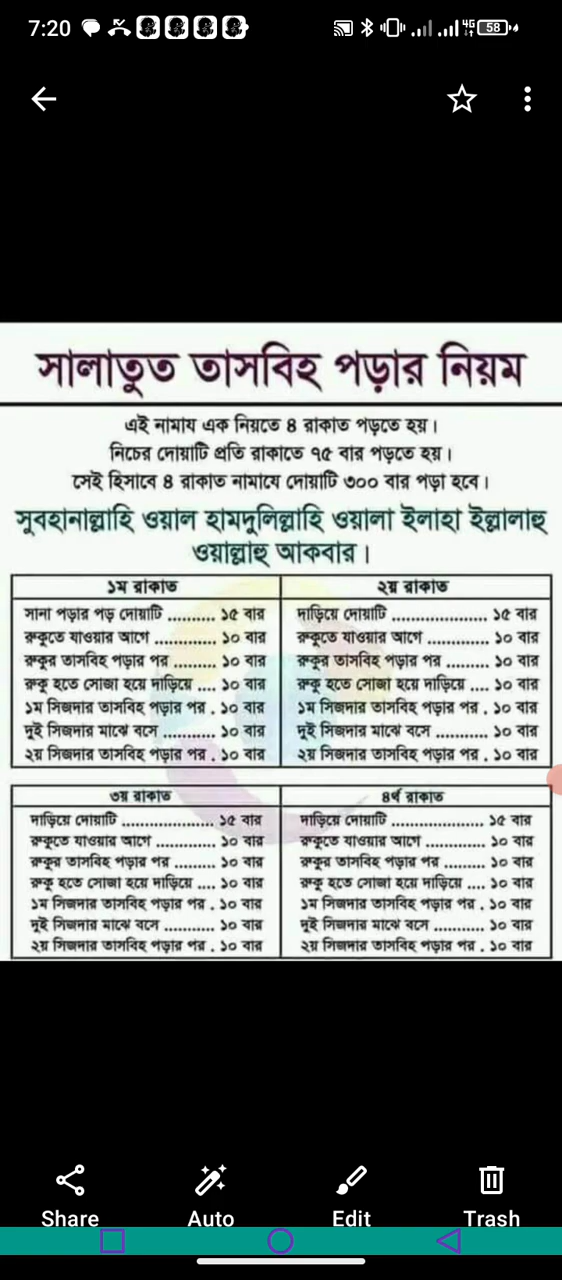 7:20
4G
58
সালাতুত তাসবিহ পড়ার নিয়ম
এই নামায এক নিয়তে ৪ রাকাত পড়তে হয়।
নিচের দোয়াটি প্রতি রাকাতে ৭৫ বার পড়তে হয়।
সেই হিসাবে ৪ রাকাত নামাযে দোয়াটি ৩০০ বার পড়া হবে।
সুবহানাল্লাহি ওয়াল হামদুলিল্লাহি ওয়ালা ইলাহা ইল্লালাহু
ওয়াল্লাহু আকবার।
১ম রাকাত
সানা পড়ার পড় দোয়াটি .......... ১৫ বার
রুকুতে যাওয়ার আগে ............. ১০ বার
রুকুর তাসবিহ পড়ার পর ......... ১০ বার
রুকু হতে সোজা হয়ে দাড়িয়ে .... ১০ বার
১ম সিজদার তাসবিহ পড়ার পর . ১০ বার
দুই সিজদার মাঝে বসে ........... ১০ বার
২য় সিজদার তাসবিহ পড়ার পর . ১০ বার
২য় রাকাত
দাড়িয়ে দোয়াটি .................... ১৫ বার
রুকুতে যাওয়ার আগে ............. ১০ বার
রুকুর তাসবিহ পড়ার পর ......... ১০ বার
রুকু হতে সোজা হয়ে দাড়িয়ে .... ১০ বার
১ম সিজদার তাসবিহ পড়ার পর . ১০ বার
দুই সিজদার মাঝে বসে ........... ১০ বার
২য় সিজদার তাসবিহ পড়ার পর . ১০ বার
৩য় রাকাত
দাড়িয়ে দোয়াটি .................... ১৫ বার
রুকুতে যাওয়ার আগে ............. ১০ বার
রুকুর তাসবিহ পড়ার পর ......... ১০ বার
রুকু হতে সোজা হয়ে দাড়িয়ে .... ১০ বার
১ম সিজদার তাসবিহ পড়ার পর . ১০ বার
দুই সিজদার মাঝে বসে ........... ১০ বার
২য় সিজদার তাসবিহ পড়ার পর . ১০ বার
৪র্থ রাকাত
দাড়িয়ে দোয়াটি .................... ১৫ বার
রুকুতে যাওয়ার আগে ............. ১০ বার
রুকুর তাসবিহ পড়ার পর ......... ১০ বার
রুকু হতে সোজা হয়ে দাড়িয়ে .... ১০ বার
১ম সিজদার তাসবিহ পড়ার পর . ১০ বার
দুই সিজদার মাঝে বসে ........... ১০ বার
২য় সিজদার তাসবিহ পড়ার পর . ১০ বার
Share
Auto
Edit
Trash